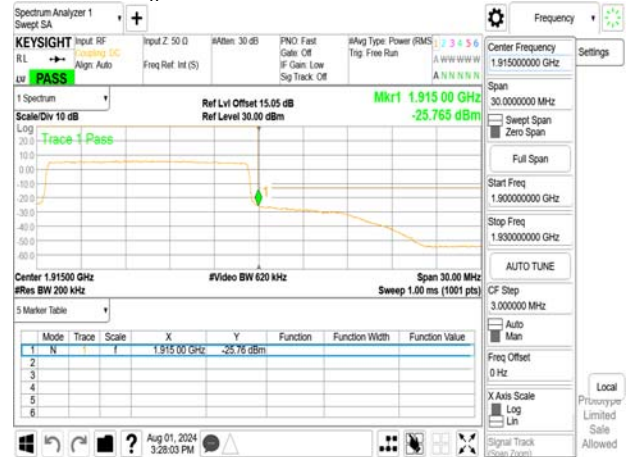 Spectrum Analyzer 1
Swept SA
+
Frequency
KEYSIGHT
RL
PASS
Input: RF
Coupling: DC
Align: Auto
Input Z: 50 Ω
Freq Ref: Int (S)
#Atten: 30 dB
PNO: Fast
Gate: Off
IF Gain: Low
Sig Track: Off
#Avg Type: Power (RMS
Trig: Free Run
1 2 3 4 5 6
A W W W W W
A N N N N N
1 Spectrum
Scale/Div 10 dB
Ref Lvl Offset 15.05 dB
Ref Level 30.00 dBm
Mkr1 1.915 00 GHz
-25.765 dBm
Log
Trace 1 Pass
20.0
10.0
0.00
-10.0
-20.0
-30.0
-40.0
-50.0
-60.0
1
Center 1.91500 GHz
#Video BW 620 kHz
Span 30.00 MHz
#Res BW 200 kHz
Sweep 1.00 ms (1001 pts)
5 Marker Table
Mode Trace Scale X Y Function Function Width Function Value
1 N 1 f 1.915 00 GHz -25.76 dBm
2
3
4
5
6
Aug 01, 2024
3:28:03 PM
Center Frequency
1.915000000 GHz
Settings
Span
30.0000000 MHz
Swept Span
Zero Span
Full Span
Start Freq
1.900000000 GHz
Stop Freq
1.930000000 GHz
AUTO TUNE
CF Step
3.000000 MHz
Auto
Man
Freq Offset
0 Hz
X Axis Scale
Log
Lin
Signal Track
(Span Zoom)
Local
Prototype
Limited
Sale
Allowed